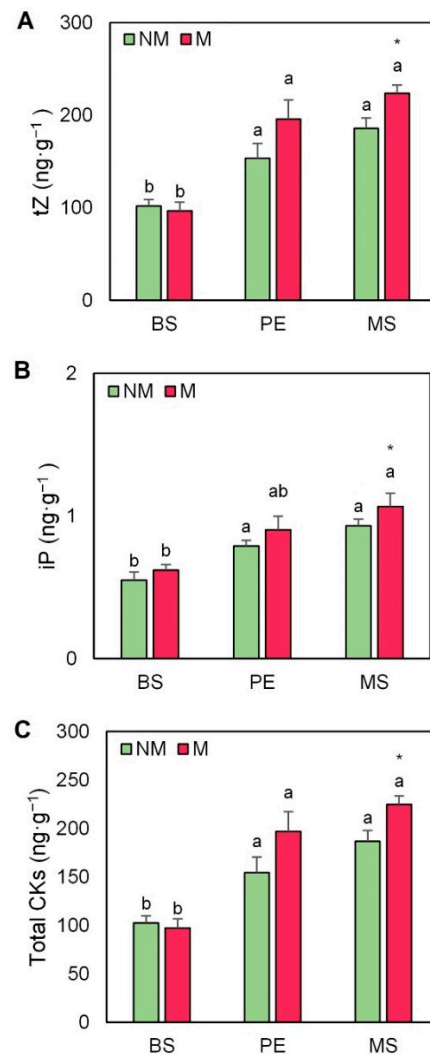 A
300
NM M
*
a
a
a
a
200
b b
100
0
tZ (ng·g⁻¹)
BS PE MS
B
2
NM M
*
ab
a
a
a
1
b
b
0
iP (ng·g⁻¹)
BS PE MS
C
300
NM M
*
250
a
a
a
200
a
150
b b
100
50
0
Total CKs (ng·g⁻¹)
BS PE MS